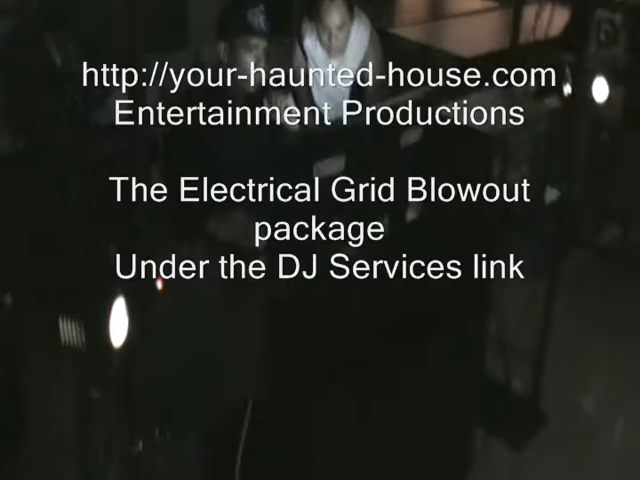 http://your-haunted-house.com
Entertainment Productions
The Electrical Grid Blowout
package
Under the DJ Services link